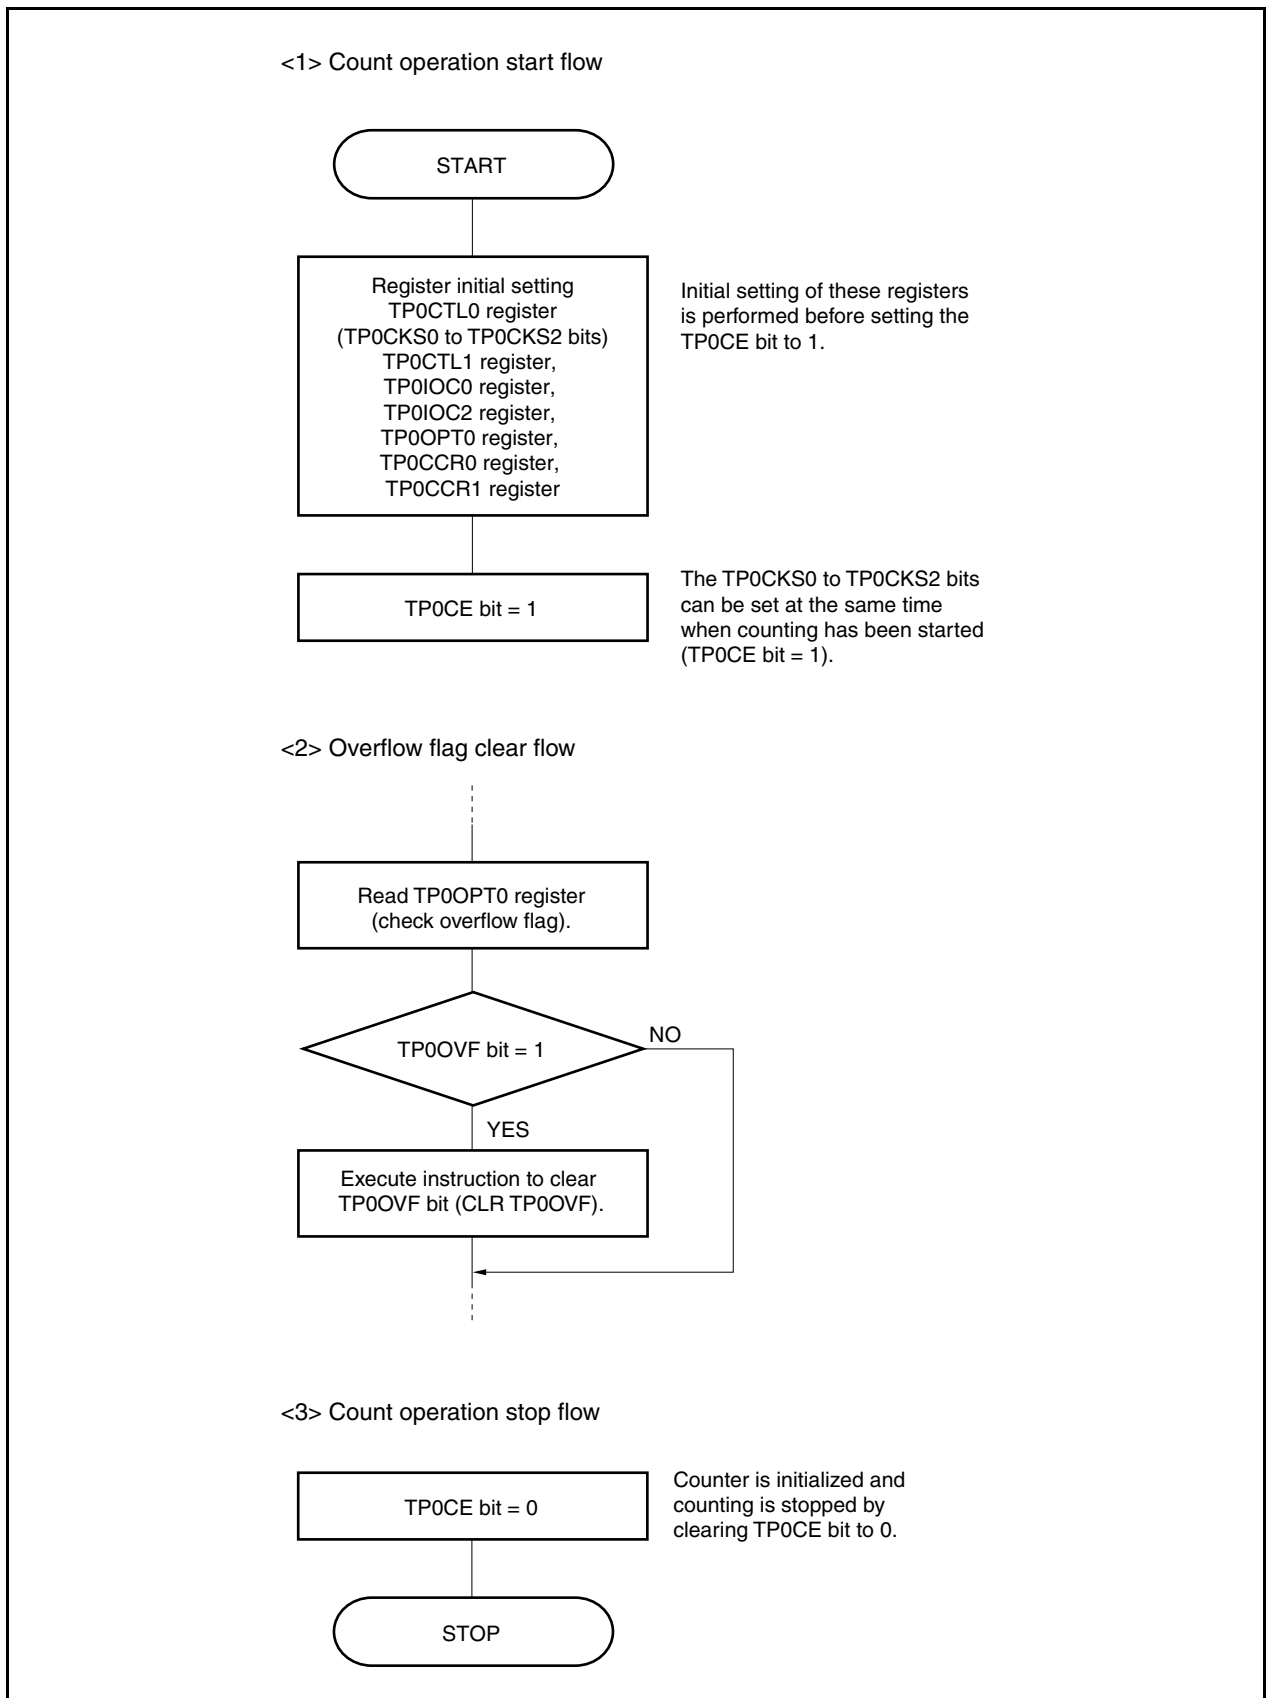 <1> Count operation start flow
START
Register initial setting
TP0CTL0 register
(TP0CKS0 to TP0CKS2 bits)
TP0CTL1 register,
TP0IOC0 register,
TP0IOC2 register,
TP0OPT0 register,
TP0CCR0 register,
TP0CCR1 register
Initial setting of these registers
is performed before setting the
TP0CE bit to 1.
TP0CE bit = 1
The TP0CKS0 to TP0CKS2 bits
can be set at the same time
when counting has been started
(TP0CE bit = 1).
<2> Overflow flag clear flow
Read TP0OPT0 register
(check overflow flag).
TP0OVF bit = 1
NO
YES
Execute instruction to clear
TP0OVF bit (CLR TP0OVF).
<3> Count operation stop flow
TP0CE bit = 0
Counter is initialized and
counting is stopped by
clearing TP0CE bit to 0.
STOP